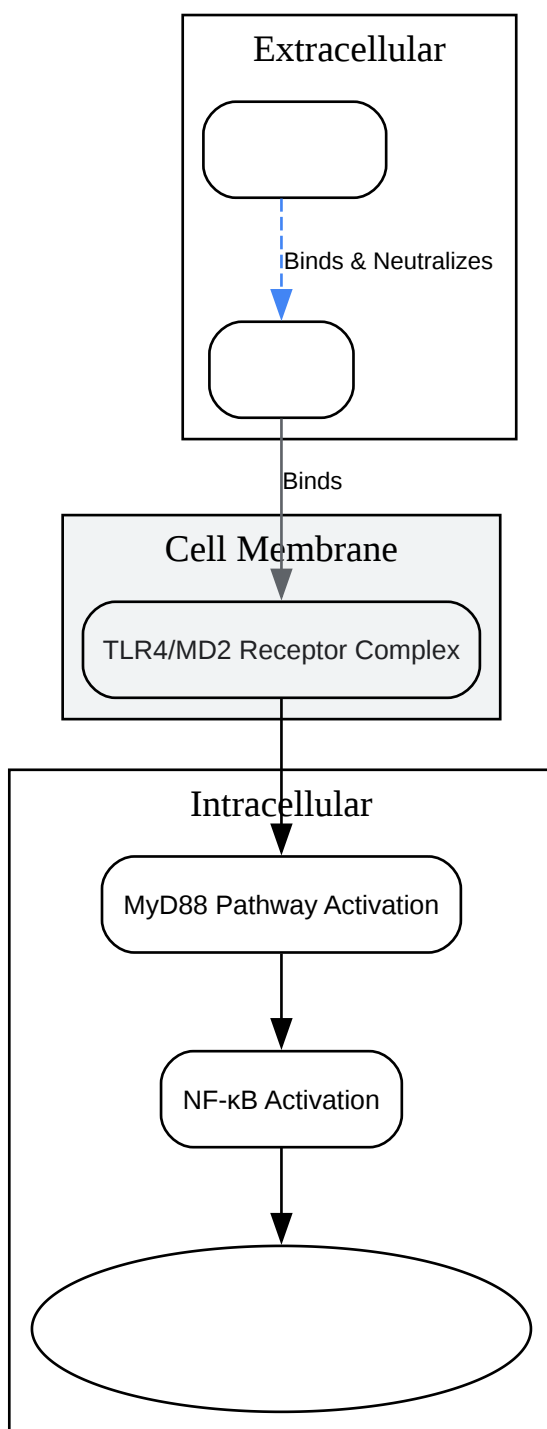 Extracellular
Binds & Neutralizes
Binds
Cell Membrane
TLR4/MD2 Receptor Complex
Intracellular
MyD88 Pathway Activation
NF-κB Activation